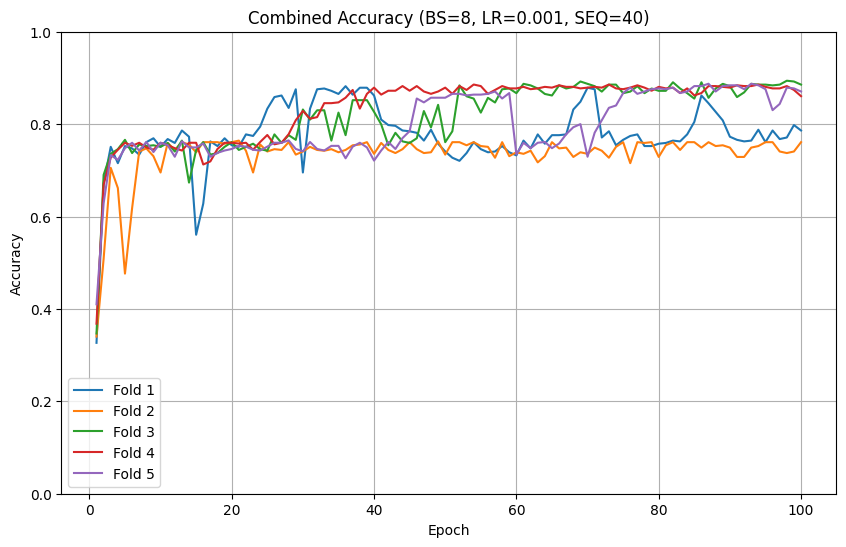 Combined Accuracy (BS=8, LR=0.001, SEQ=40)
1.0
0.8
0.6
0.4
0.2
0.0
Accuracy
Fold 1
Fold 2
Fold 3
Fold 4
Fold 5
0 20 40 60 80 100
Epoch